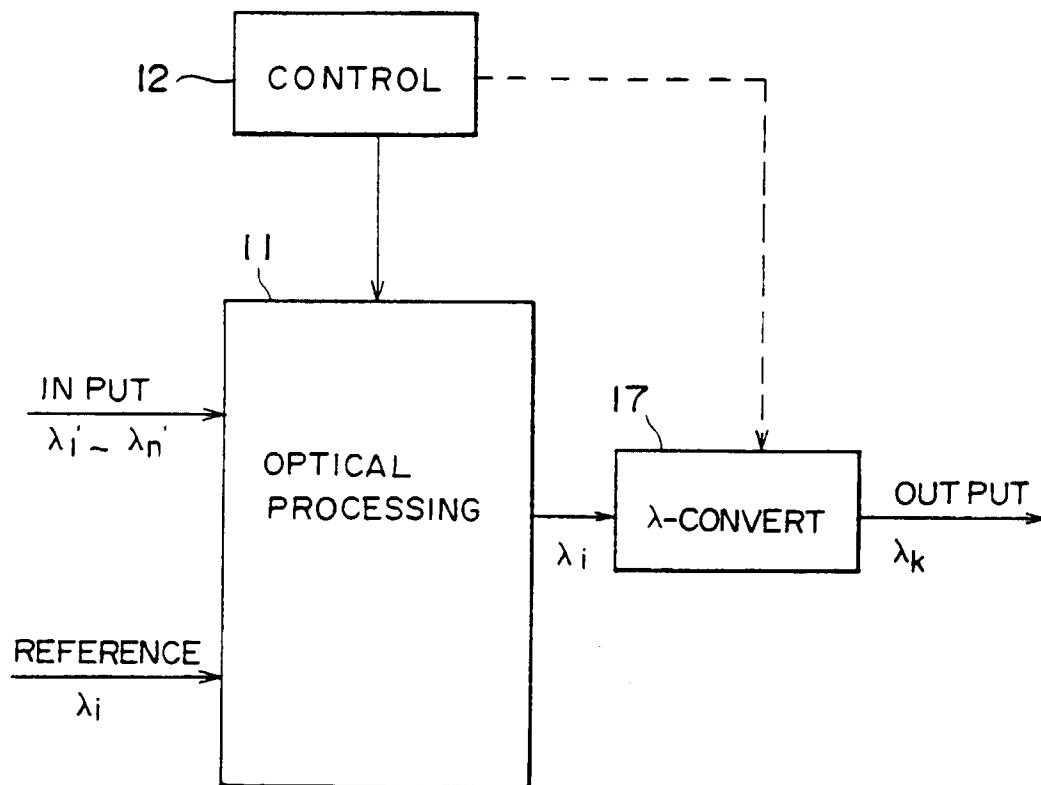 12
CONTROL
11
IN PUT
λi' ~ λn'
OPTICAL
PROCESSING
REFERENCE
λi
λi
17
λ-CONVERT
OUT PUT
λk